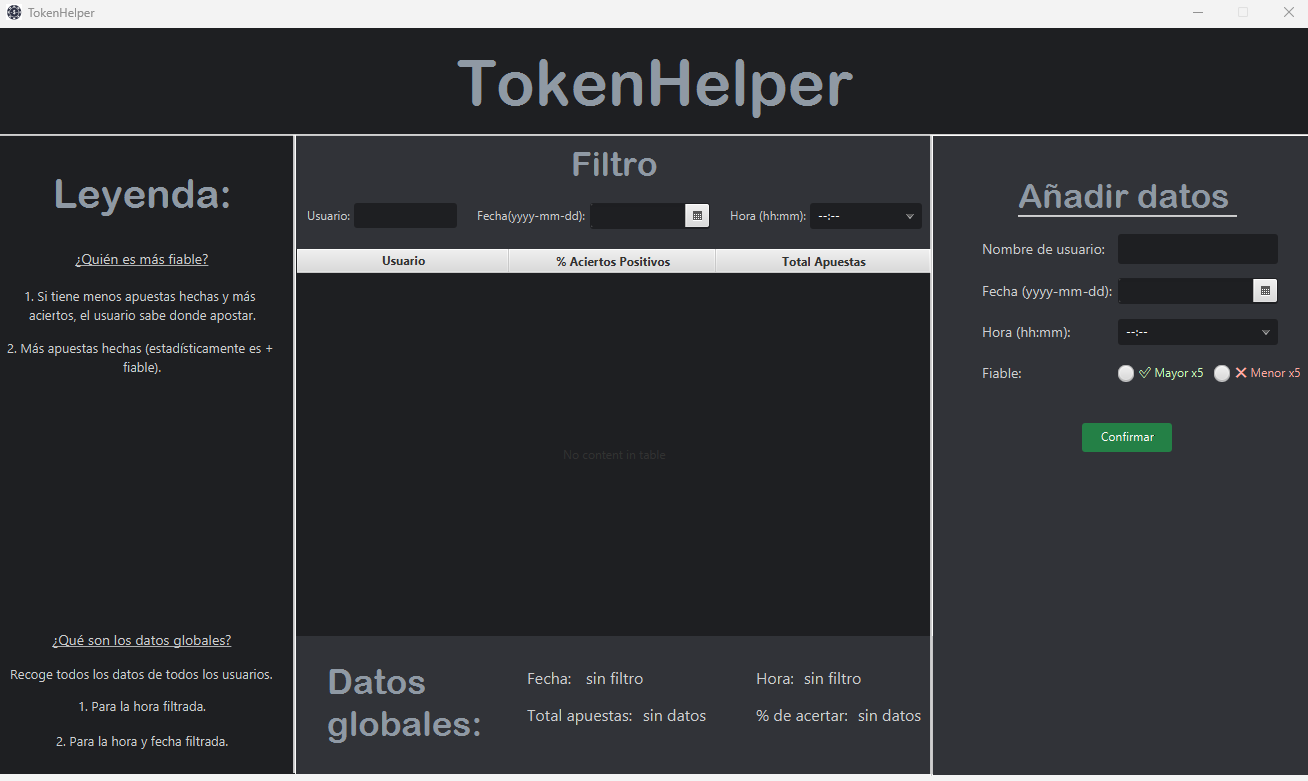 TokenHelper
TokenHelper
Leyenda:
¿Quién es más fiable?
1. Si tiene menos apuestas hechas y más
aciertos, el usuario sabe donde apostar.
2. Más apuestas hechas (estadísticamente es +
fiable).
¿Qué son los datos globales?
Recoge todos los datos de todos los usuarios.
1. Para la hora filtrada.
2. Para la hora y fecha filtrada.
Filtro
Usuario: Fecha(yyyy-mm-dd): Hora (hh:mm): --:--
Usuario % Aciertos Positivos Total Apuestas
No content in table
Datos
globales:
Fecha: sin filtro Hora: sin filtro
Total apuestas: sin datos % de acertar: sin datos
Añadir datos
Nombre de usuario:
Fecha (yyyy-mm-dd):
Hora (hh:mm): --:--
Fiable: Mayor x5 Menor x5
Confirmar